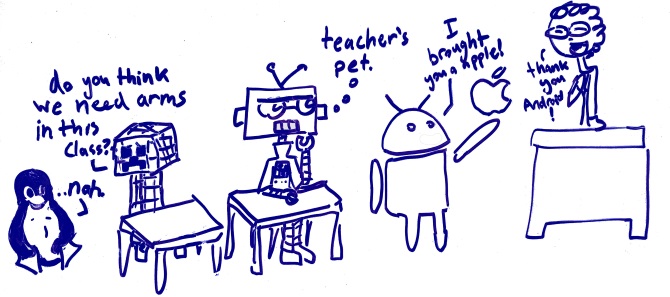 do you think
we need arms
in this
class?
..nah.
teacher's
pet.
I
brought
you a Apple!
thank
you
Android
!